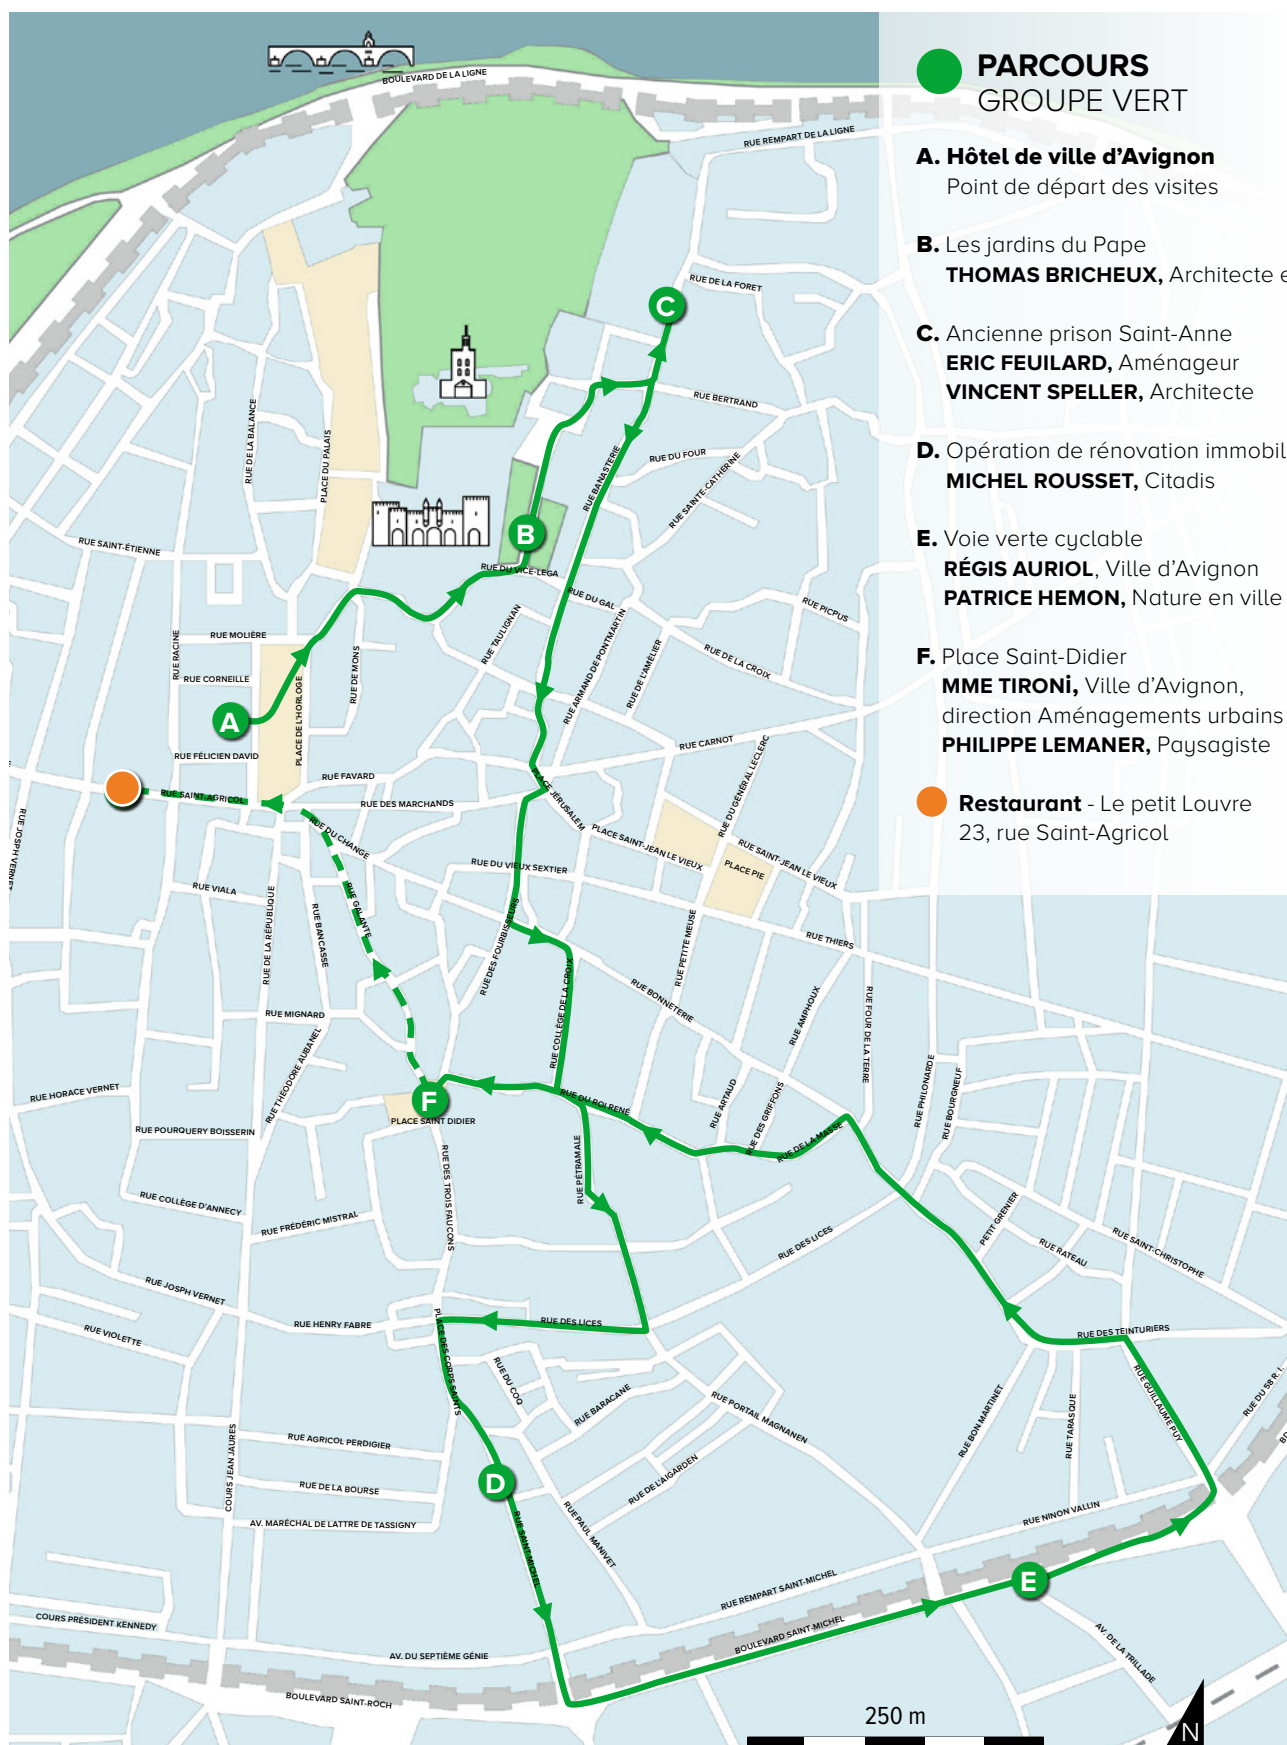 PARCOURS
GROUPE VERT
A. Hôtel de ville d'Avignon
Point de départ des visites
B. Les jardins du Pape
THOMAS BRICHEUX, Architecte
C. Ancienne prison Saint-Anne
ERIC FEUILARD, Aménageur
VINCENT SPELLER, Architecte
D. Opération de rénovation immobil
MICHEL ROUSSET, Citadis
E. Voie verte cyclable
RÉGIS AURIOL, Ville d'Avignon
PATRICE HEMON, Nature en ville
F. Place Saint-Didier
MME TIRONi, Ville d'Avignon,
direction Aménagements urbains
PHILIPPE LEMANER, Paysagiste
Restaurant - Le petit Louvre
23, rue Saint-Agricol
BOULEVARD DE LA LIGNE
RUE REMPART DE LA LIGNE
RUE DE LA FORET
C
RUE BERTRAND
RUE DE LA BALANCE
PLACE DU PALAIS
RUE BANASTERIE
RUE DU FOUR
RUE SAINTE-CATHERINE
B
RUE SAINT-ÉTIENNE
RUE DU VICE-LEGA
RUE DU GAL
RUE PICPUS
RUE TAULIGNAN
RUE ARMAND DE PONTMARTIN
RUE DE L'AMÉLIER
RUE DE LA CROIX
RUE MOLIÈRE
RUE RACINE
RUE CORNEILLE
RUE DE MONS
PLACE DE L'HORLOGE
A
RUE FÉLICIEN DAVID
RUE CARNOT
RUE DU GÉNÉRAL LECLERC
RUE FAVARD
PLACE JÉRUSALEM
RUE SAINT-AGRICOL
RUE DES MARCHANDS
RUE JOSPH VERNET
RUE DU CHANGE
PLACE SAINT-JEAN LE VIEUX
RUE SAINT-JEAN LE VIEUX
PLACE PIE
RUE DU VIEUX SEXTIER
RUE VIALA
RUE GALANTE
RUE DE LA RÉPUBLIQUE
RUE BANCASSE
RUE DES FOURBISSEURS
RUE PETITE MEUSE
RUE THIERS
RUE COLLÈGE DE LA CROIX
RUE BONNETERIE
RUE AMPHOUX
RUE FOUR DE LA TERRE
RUE MIGNARD
RUE THÉODORE AUBANEL
RUE PHILONARDE
RUE BOURGNEUF
RUE HORACE VERNET
F
RUE DU ROI RENÉ
RUE ARTAUD
RUE DES GRIFFONS
RUE DE LA MASSE
PLACE SAINT DIDIER
RUE POURQUERY BOISSERIN
RUE DES TROIS FAUCONS
RUE PÉTRAMALE
RUE COLLÈGE D'ANNECY
RUE FRÉDÉRIC MISTRAL
RUE DES LICES
PETIT GRENIER
RUE RATEAU
RUE SAINT-CHRISTOPHE
RUE JOSPH VERNET
RUE VIOLETTE
RUE HENRY FABRE
PLACE DES CORPS SAINTS
RUE DES LICES
RUE DES TEINTURIERS
RUE DU COQ
RUE BARACANE
RUE PORTAIL MAGNANEN
RUE BON MARTINET
RUE TARASQUE
RUE GUILLAUME PUY
RUE DU 58 R. I.
RUE AGRICOL PERDIGIER
COURS JEAN JAURES
RUE DE LA BOURSE
D
RUE DE L'AIGARDEN
AV. MARÉCHAL DE LATTRE DE TASSIGNY
RUE SAINT-MICHEL
RUE PAUL MANIVET
RUE NINON VALLIN
E
RUE REMPART SAINT-MICHEL
COURS PRÉSIDENT KENNEDY
BOULEVARD SAINT-MICHEL
AV. DE LA TRILLADE
AV. DU SEPTIÈME GÉNIE
BOULEVARD SAINT-ROCH
250 m
N